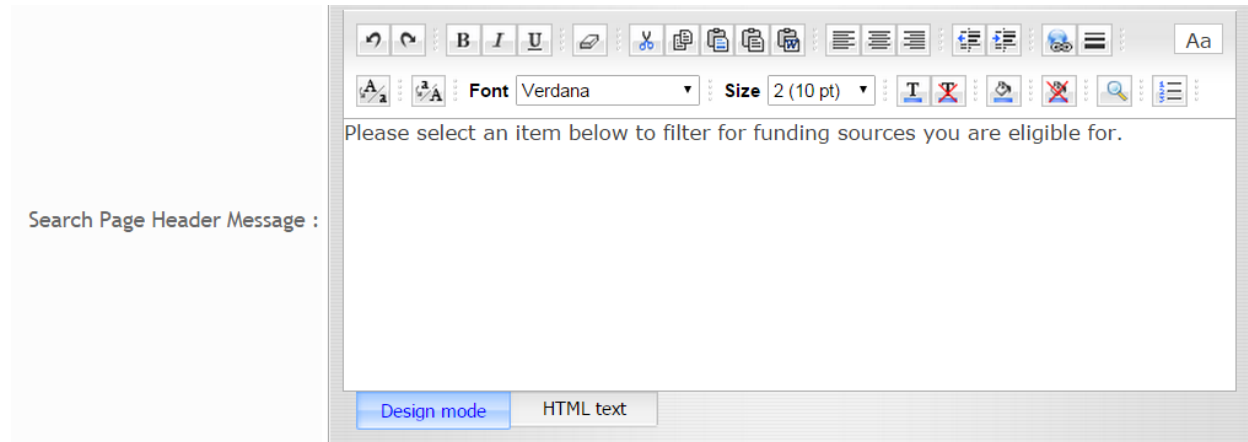 B I U Aa
Font Verdana Size 2 (10 pt) T
Please select an item below to filter for funding sources you are eligible for.
Search Page Header Message :
Design mode HTML text